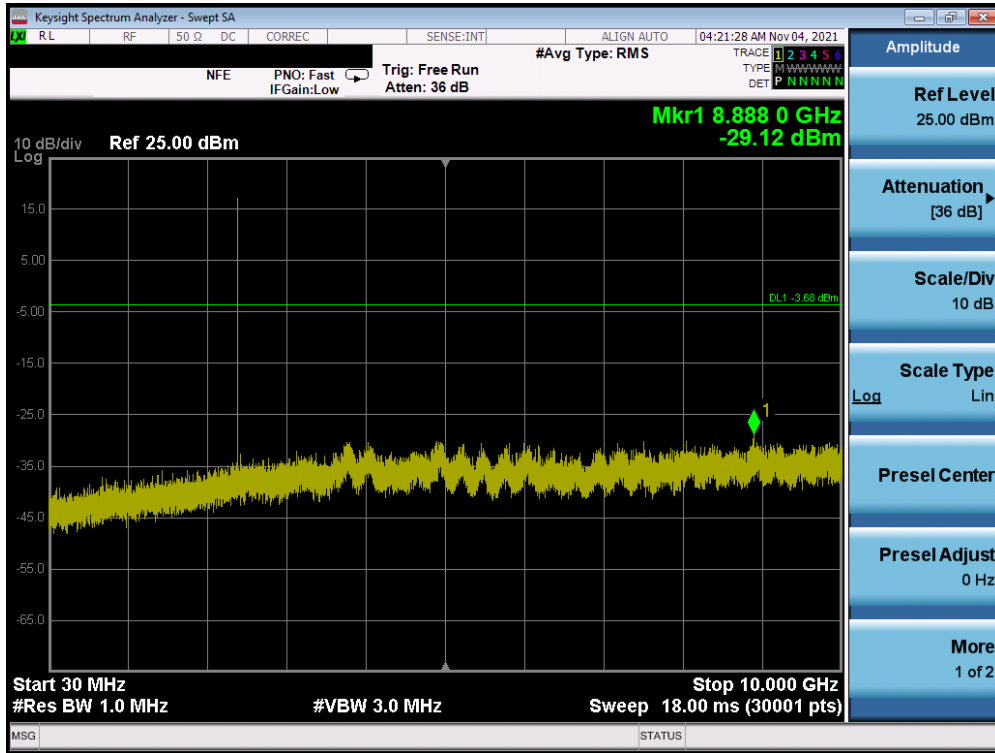 Keysight Spectrum Analyzer - Swept SA
LXI RL RF 50 Ω DC CORREC SENSE:INT ALIGN AUTO 04:21:28 AM Nov 04, 2021
NFE PNO: Fast Trig: Free Run #Avg Type: RMS TRACE 1 2 3 4 5 6
IFGain:Low Atten: 36 dB TYPE M WWWWW
DET P N N N N N
Mkr1 8.888 0 GHz
-29.12 dBm
10 dB/div Ref 25.00 dBm
Log
15.0
5.00
DL1 -3.68 dBm
-5.00
-15.0
1
-25.0
-35.0
-45.0
-55.0
-65.0
Start 30 MHz Stop 10.000 GHz
#Res BW 1.0 MHz #VBW 3.0 MHz Sweep 18.00 ms (30001 pts)
MSG STATUS
Amplitude
Ref Level
25.00 dBm
Attenuation
[36 dB]
Scale/Div
10 dB
Scale Type
Log Lin
Presel Center
Presel Adjust
0 Hz
More
1 of 2